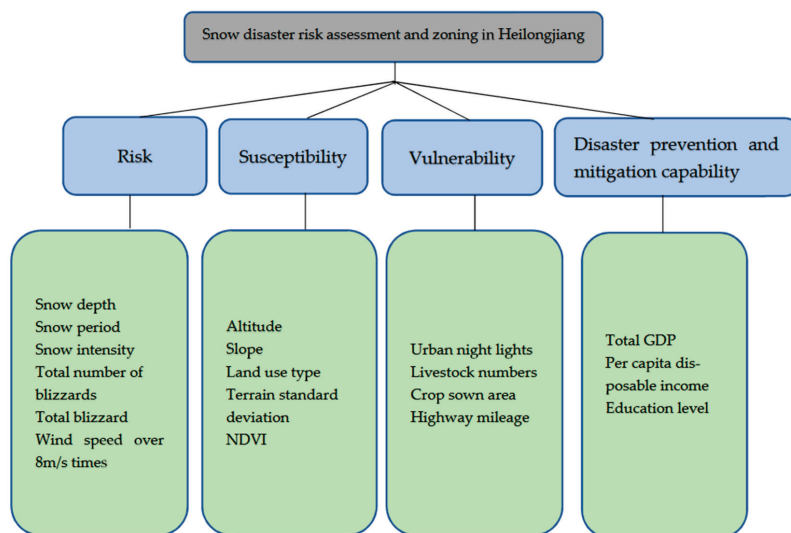 Snow disaster risk assessment and zoning in Heilongjiang
Risk
Susceptibility
Vulnerability
Disaster prevention and
mitigation capability
Snow depth
Snow period
Snow intensity
Total number of
blizzards
Total blizzard
Wind speed over
8m/s times
Altitude
Slope
Land use type
Terrain standard
deviation
NDVI
Urban night lights
Livestock numbers
Crop sown area
Highway mileage
Total GDP
Per capita dis-
posable income
Education level